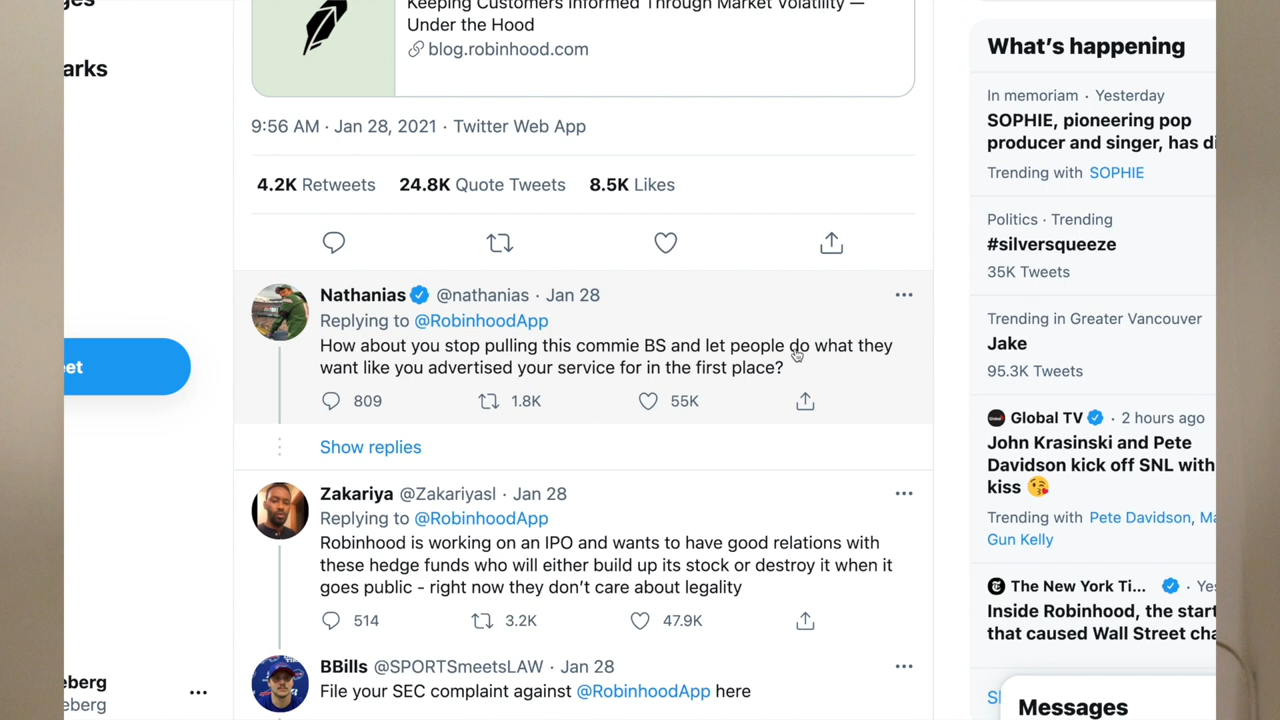 Keeping Customers Informed Through Market Volatility —
Under the Hood
blog.robinhood.com
9:56 AM · Jan 28, 2021 · Twitter Web App
4.2K Retweets 24.8K Quote Tweets 8.5K Likes
Nathanias @nathanias · Jan 28
Replying to @RobinhoodApp
How about you stop pulling this commie BS and let people do what they
want like you advertised your service for in the first place?
809 1.8K 55K
Show replies
Zakariya @Zakariyasl · Jan 28
Replying to @RobinhoodApp
Robinhood is working on an IPO and wants to have good relations with
these hedge funds who will either build up its stock or destroy it when it
goes public - right now they don’t care about legality
514 3.2K 47.9K
BBills @SPORTSmeetsLAW · Jan 28
File your SEC complaint against @RobinhoodApp here
arks
et
eberg
eberg
What’s happening
In memoriam · Yesterday
SOPHIE, pioneering pop
producer and singer, has di
Trending with SOPHIE
Politics · Trending
#silversqueeze
35K Tweets
Trending in Greater Vancouver
Jake
95.3K Tweets
Global TV · 2 hours ago
John Krasinski and Pete
Davidson kick off SNL with
kiss 😘
Trending with Pete Davidson, Ma
Gun Kelly
The New York Ti... · Yes
Inside Robinhood, the start
that caused Wall Street cha
Messages